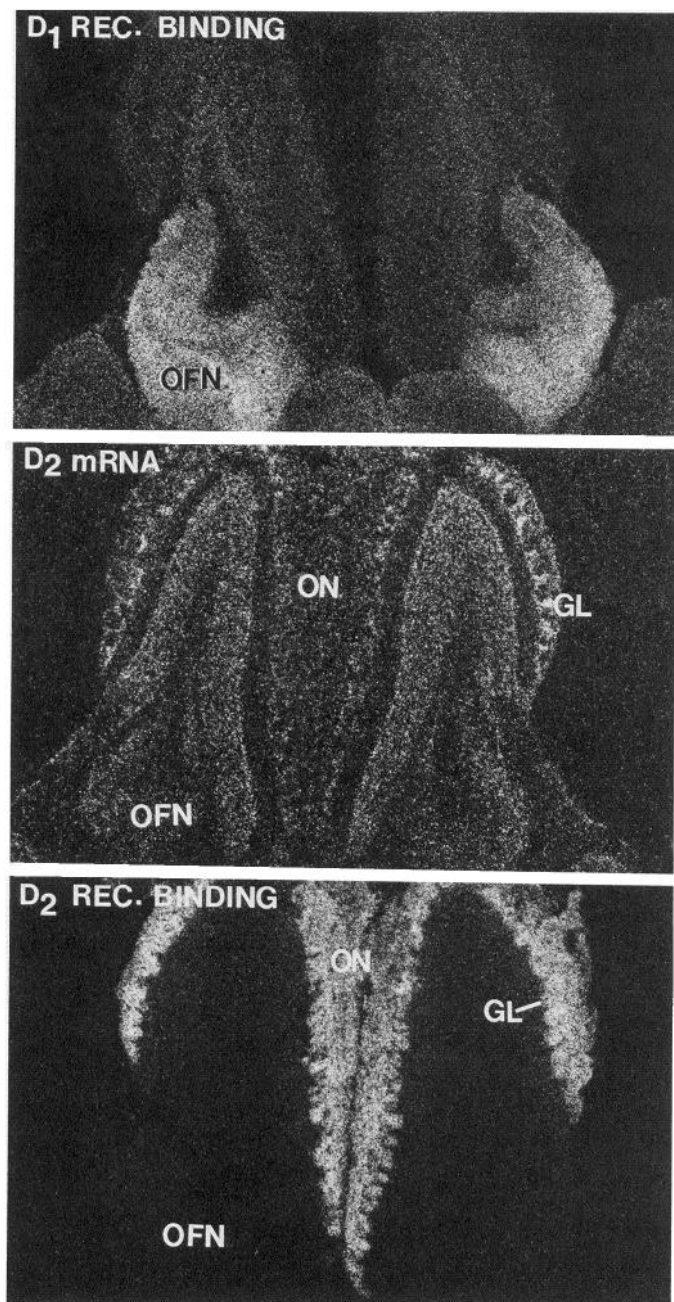 D1 REC. BINDING
OFN
D2 mRNA
ON
GL
OFN
D2 REC. BINDING
ON
GL
OFN